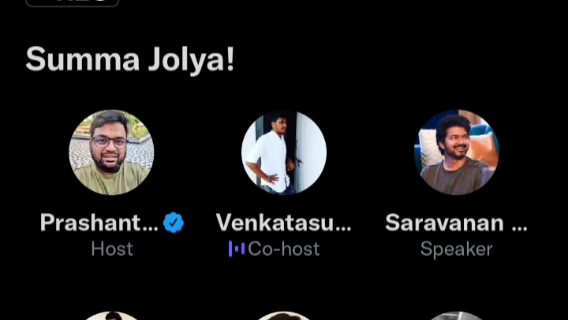 Summa Jolya!
Prashant... Venkatasu... Saravanan ...
Host Co-host Speaker